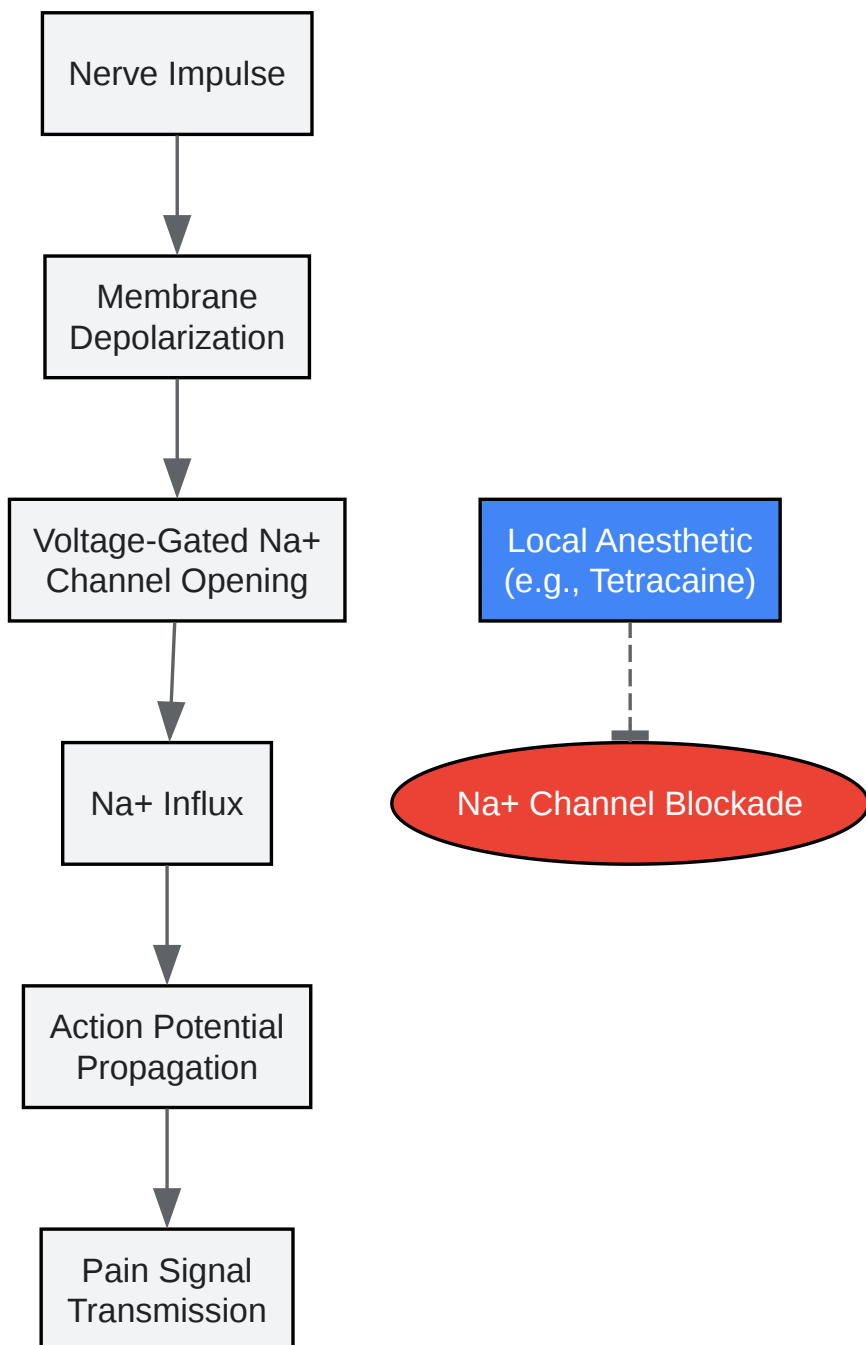 Nerve Impulse
Membrane
Depolarization
Voltage-Gated Na+
Channel Opening
Local Anesthetic
(e.g., Tetracaine)
Na+ Influx
Na+ Channel Blockade
Action Potential
Propagation
Pain Signal
Transmission